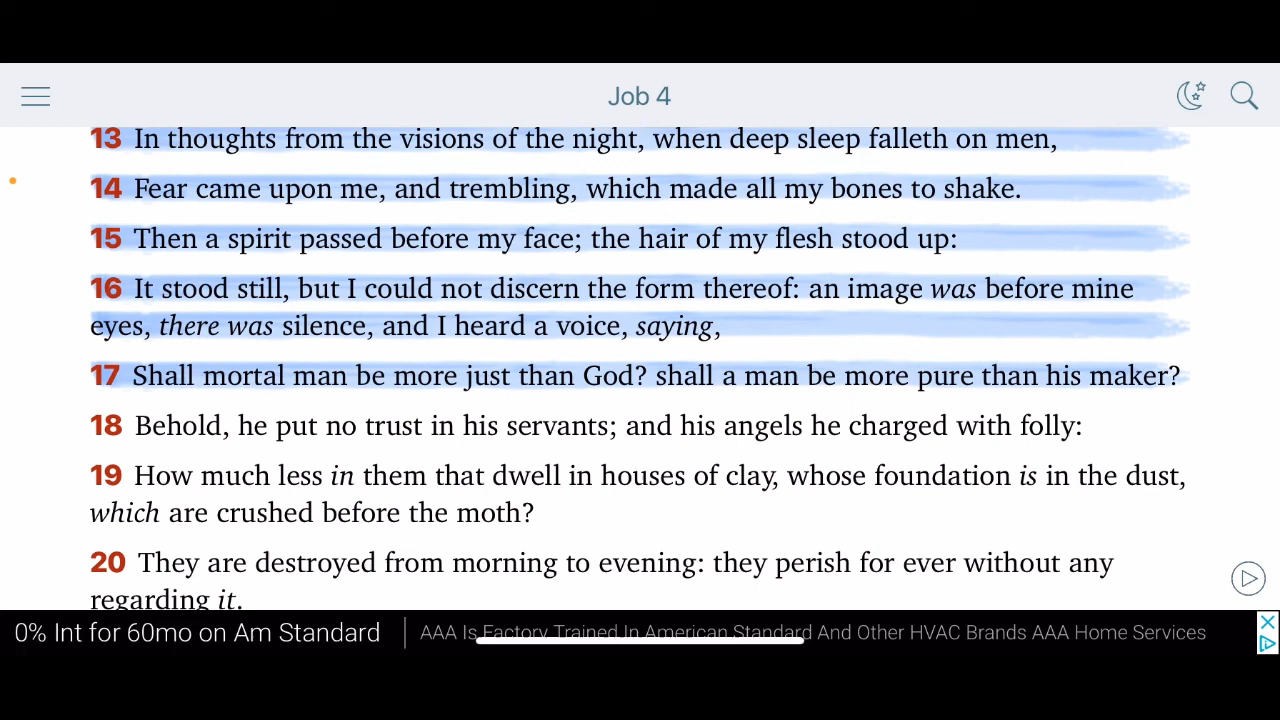 Job 4
13 In thoughts from the visions of the night, when deep sleep falleth on men,
14 Fear came upon me, and trembling, which made all my bones to shake.
15 Then a spirit passed before my face; the hair of my flesh stood up:
16 It stood still, but I could not discern the form thereof: an image was before mine
eyes, there was silence, and I heard a voice, saying,
17 Shall mortal man be more just than God? shall a man be more pure than his maker?
18 Behold, he put no trust in his servants; and his angels he charged with folly:
19 How much less in them that dwell in houses of clay, whose foundation is in the dust,
which are crushed before the moth?
20 They are destroyed from morning to evening: they perish for ever without any
regarding it.
0% Int for 60mo on Am Standard
AAA Is Factory Trained In American Standard And Other HVAC Brands AAA Home Services